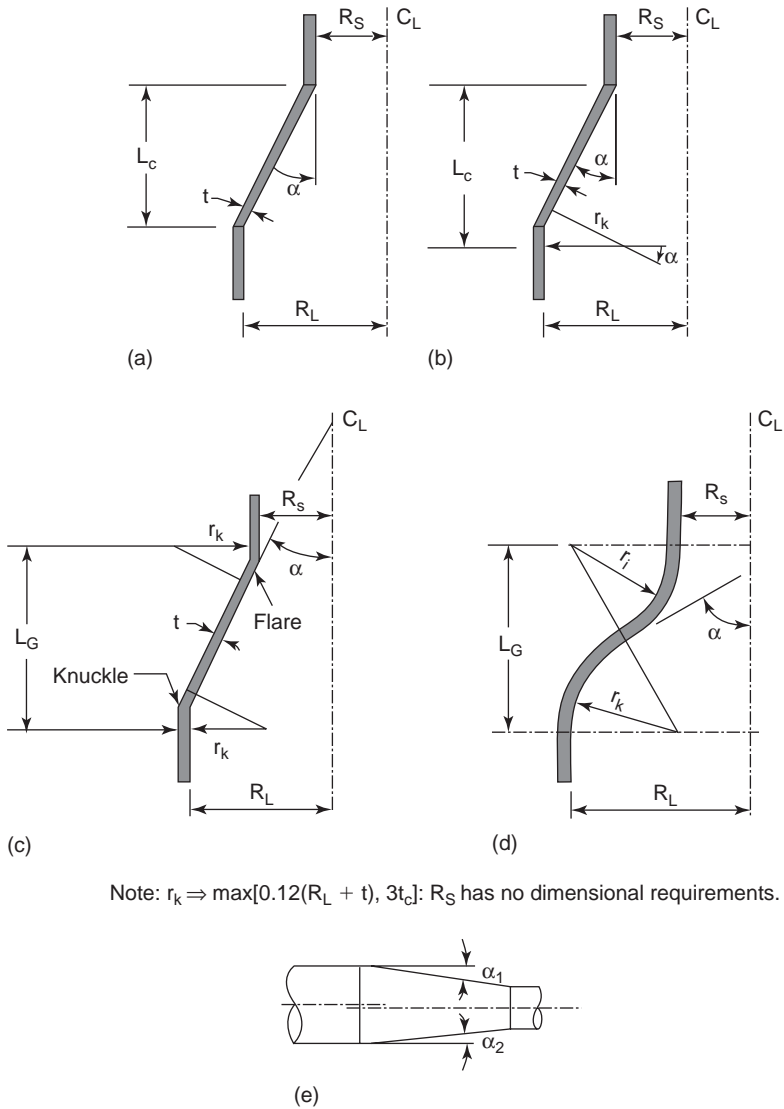 R_S C_L
L_c
α
t
R_L
(a)
R_S C_L
L_c
α
t
r_k
α
R_L
(b)
C_L
R_s
r_k
α
Flare
t
L_G
Knuckle
r_k
R_L
(c)
C_L
R_s
r_i
α
L_G
r_k
R_L
(d)
Note: r_k ⇒ max[0.12(R_L + t), 3t_c]: R_S has no dimensional requirements.
α_1
α_2
(e)